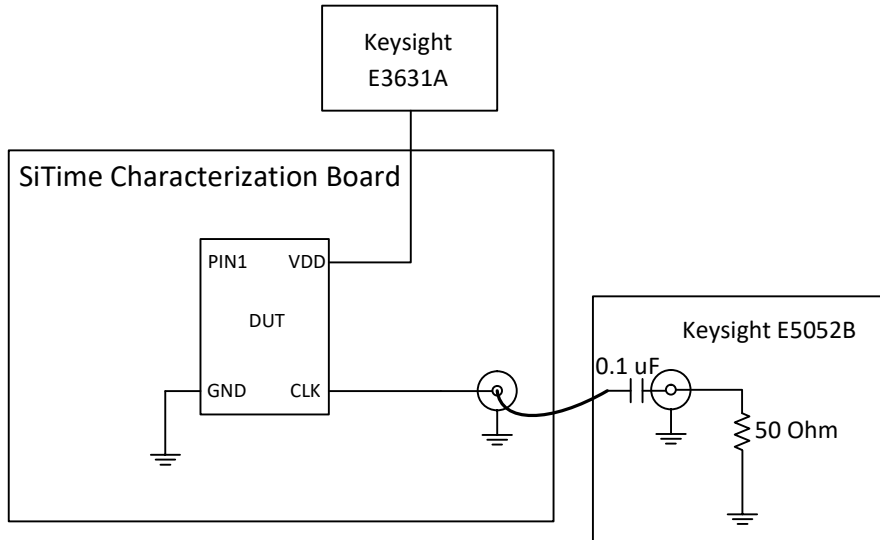 Keysight
E3631A
SiTime Characterization Board
PIN1 VDD
DUT
GND CLK
Keysight E5052B
0.1 uF
50 Ohm